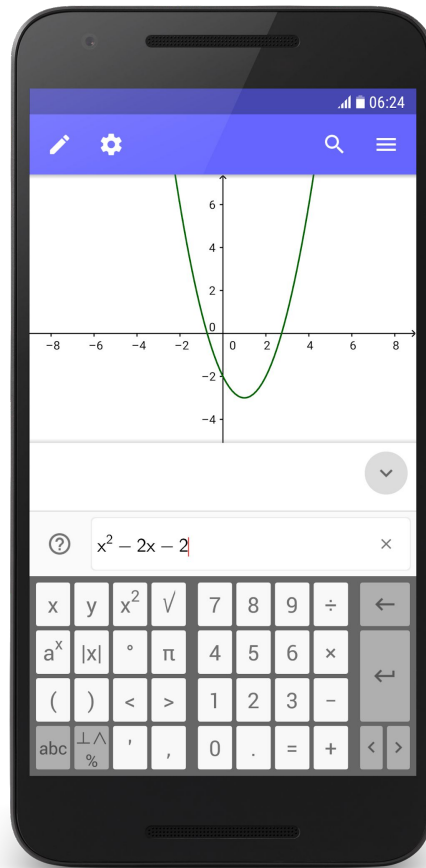 06:24
6
4
2
0
−8 −6 −4 −2 0 2 4 6 8
−2
−4
x² − 2x − 2
x y x² √ 7 8 9 ÷
aˣ |x| ° π 4 5 6 ×
( ) < > 1 2 3 −
abc ⊥∧% ' , 0 . = + < >